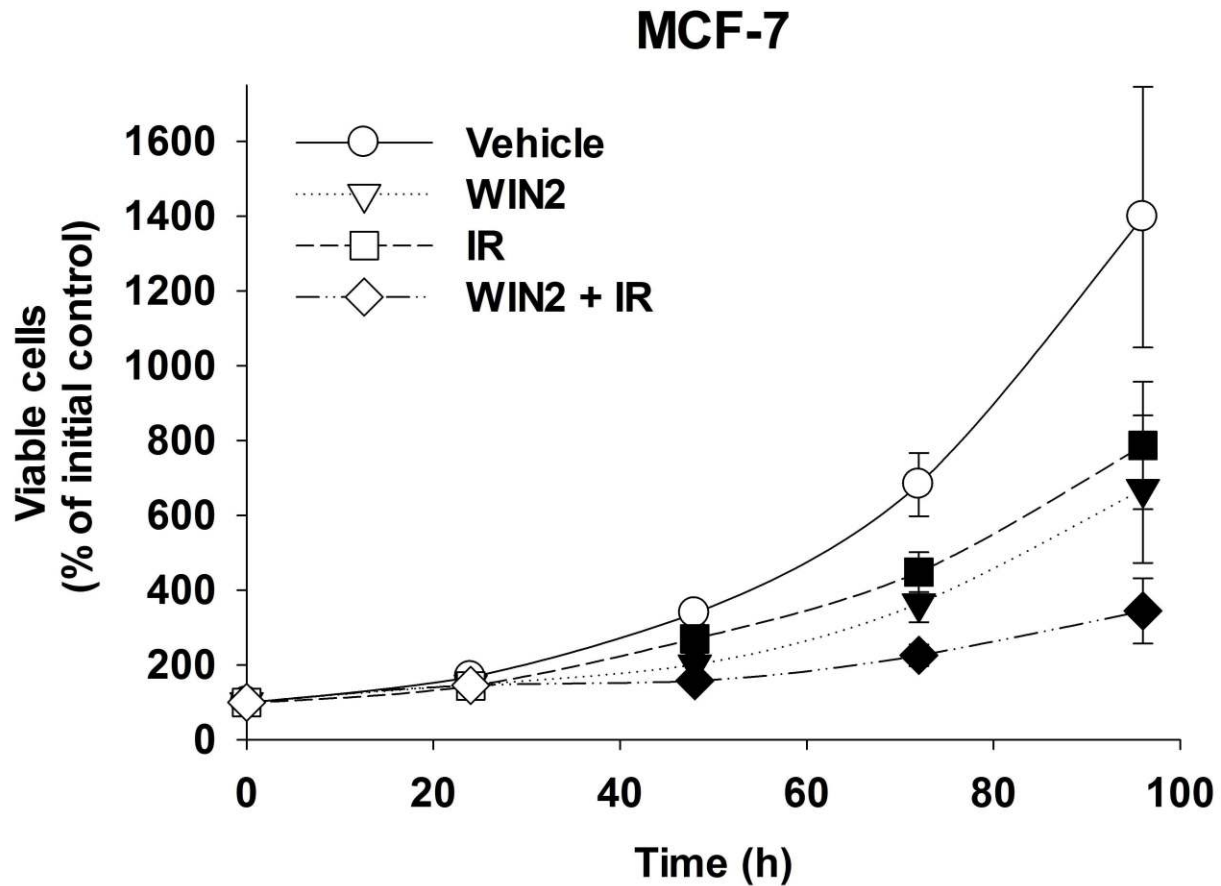 MCF-7
Viable cells
(% of initial control)
1600
1400
1200
1000
800
600
400
200
0
Vehicle
WIN2
IR
WIN2 + IR
0 20 40 60 80 100
Time (h)